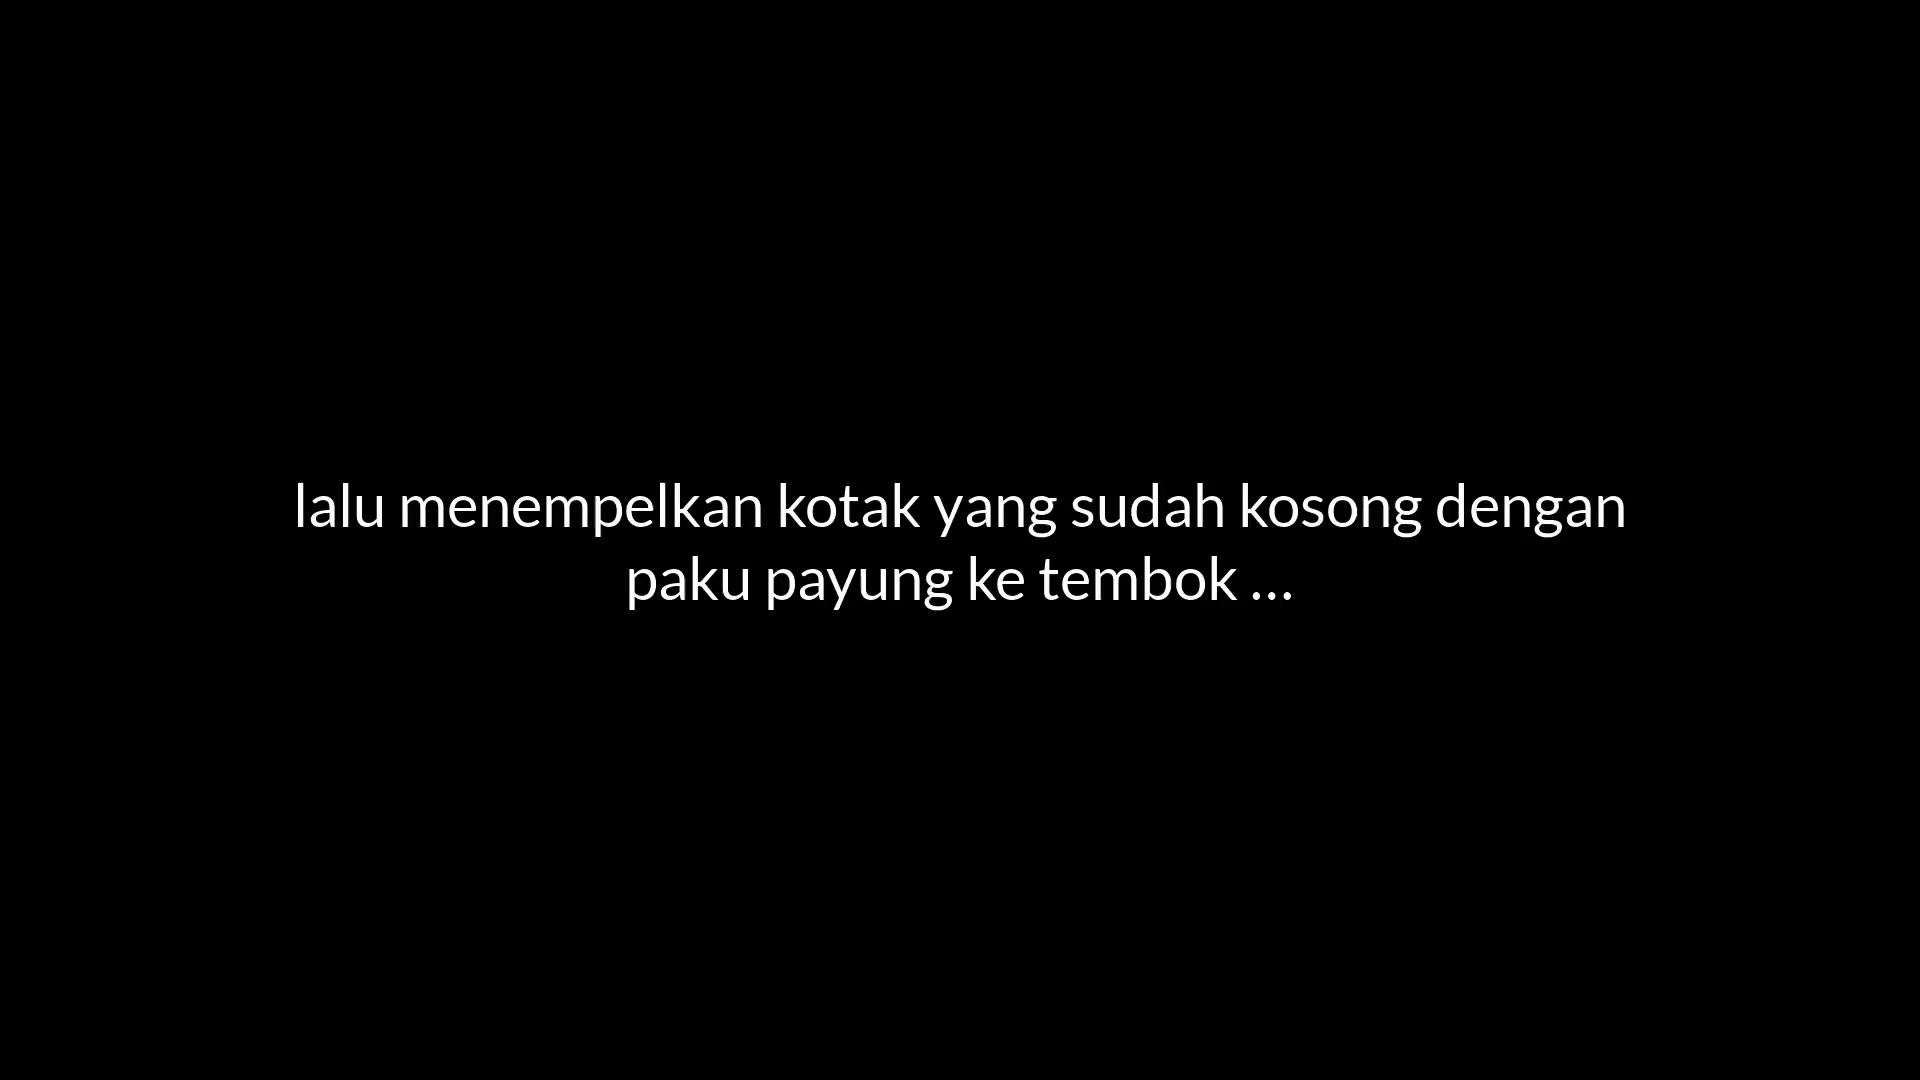 lalu menempelkan kotak yang sudah kosong dengan
paku payung ke tembok ...